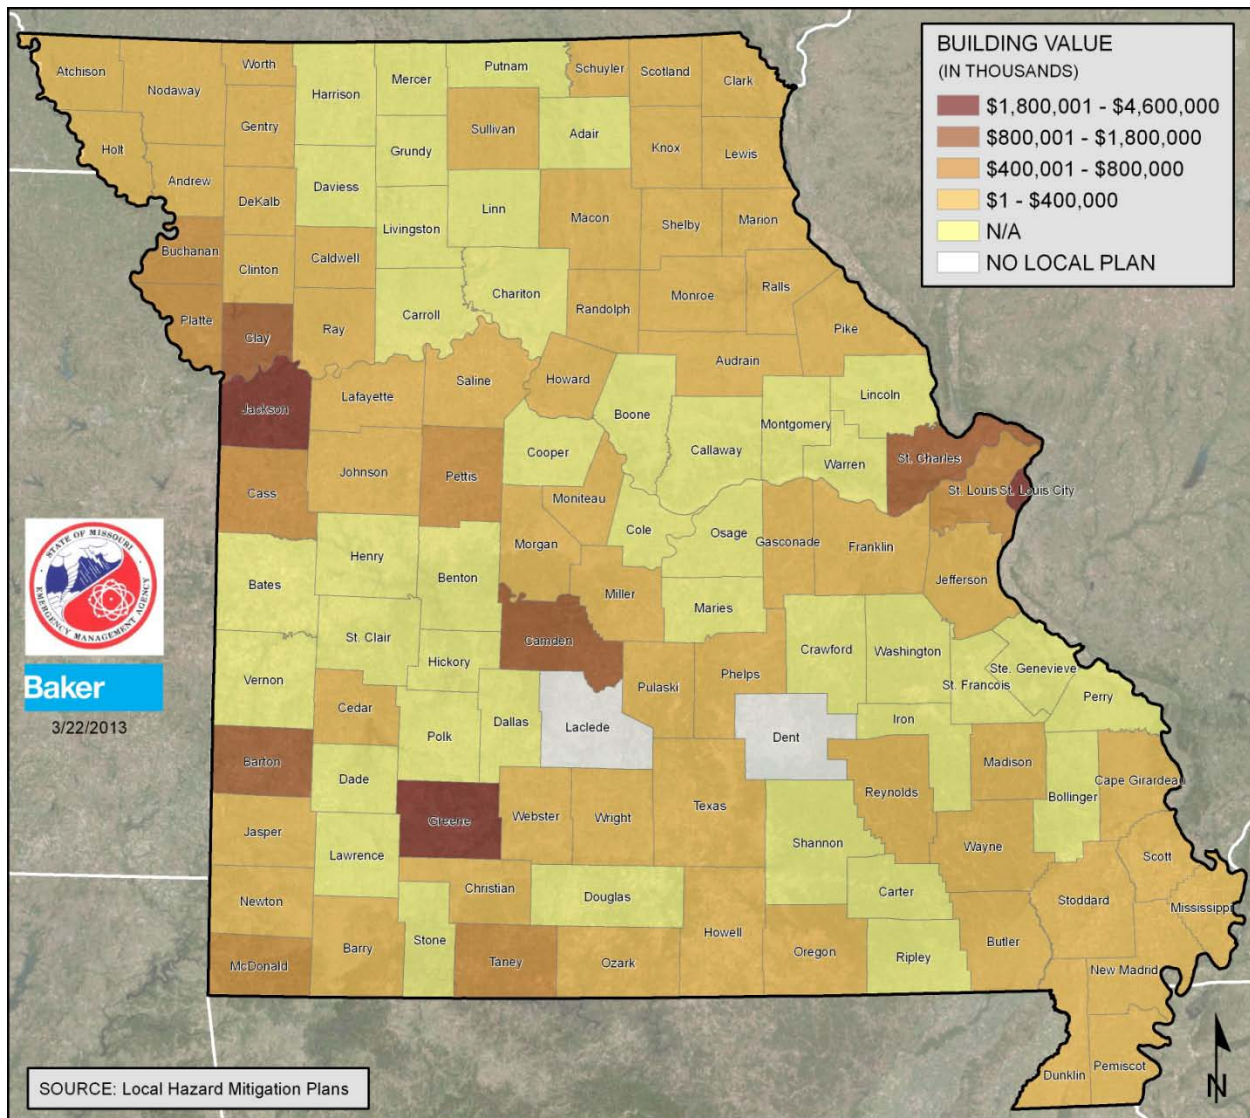 BUILDING VALUE
(IN THOUSANDS)
$1,800,001 - $4,600,000
$800,001 - $1,800,000
$400,001 - $800,000
$1 - $400,000
N/A
NO LOCAL PLAN
Atchison
Nodaway
Worth
Harrison
Mercer
Putnam
Schuyler
Scotland
Clark
Holt
Gentry
Sullivan
Adair
Knox
Lewis
Andrew
DeKalb
Daviess
Grundy
Livingston
Linn
Macon
Shelby
Marion
Buchanan
Clinton
Caldwell
Chariton
Randolph
Monroe
Ralls
Platte
Clay
Ray
Carroll
Pike
Audrain
Jackson
Lafayette
Saline
Howard
Boone
Lincoln
Callaway
Montgomery
Cooper
Warren
St. Charles
Cass
Johnson
Pettis
Moniteau
St. Louis
St. Louis City
Cole
Osage
Gasconade
Franklin
Morgan
Henry
Benton
Bates
Miller
Maries
Jefferson
St. Clair
Camden
Hickory
Crawford
Washington
Ste. Genevieve
St. Francois
Vernon
Pulaski
Phelps
Perry
Cedar
Dallas
Laclede
Polk
Iron
Dent
Barton
Dade
Madison
Cape Girardeau
Reynolds
Bollinger
Jasper
Greene
Webster
Wright
Texas
Shannon
Wayne
Lawrence
Scott
Christian
Douglas
Carter
Stoddard
Mississippi
Newton
Barry
Stone
Howell
Oregon
Butler
McDonald
Taney
Ozark
Ripley
New Madrid
Dunklin
Pemiscot
STATE OF MISSOURI
EMERGENCY MANAGEMENT AGENCY
Baker
3/22/2013
SOURCE: Local Hazard Mitigation Plans
N